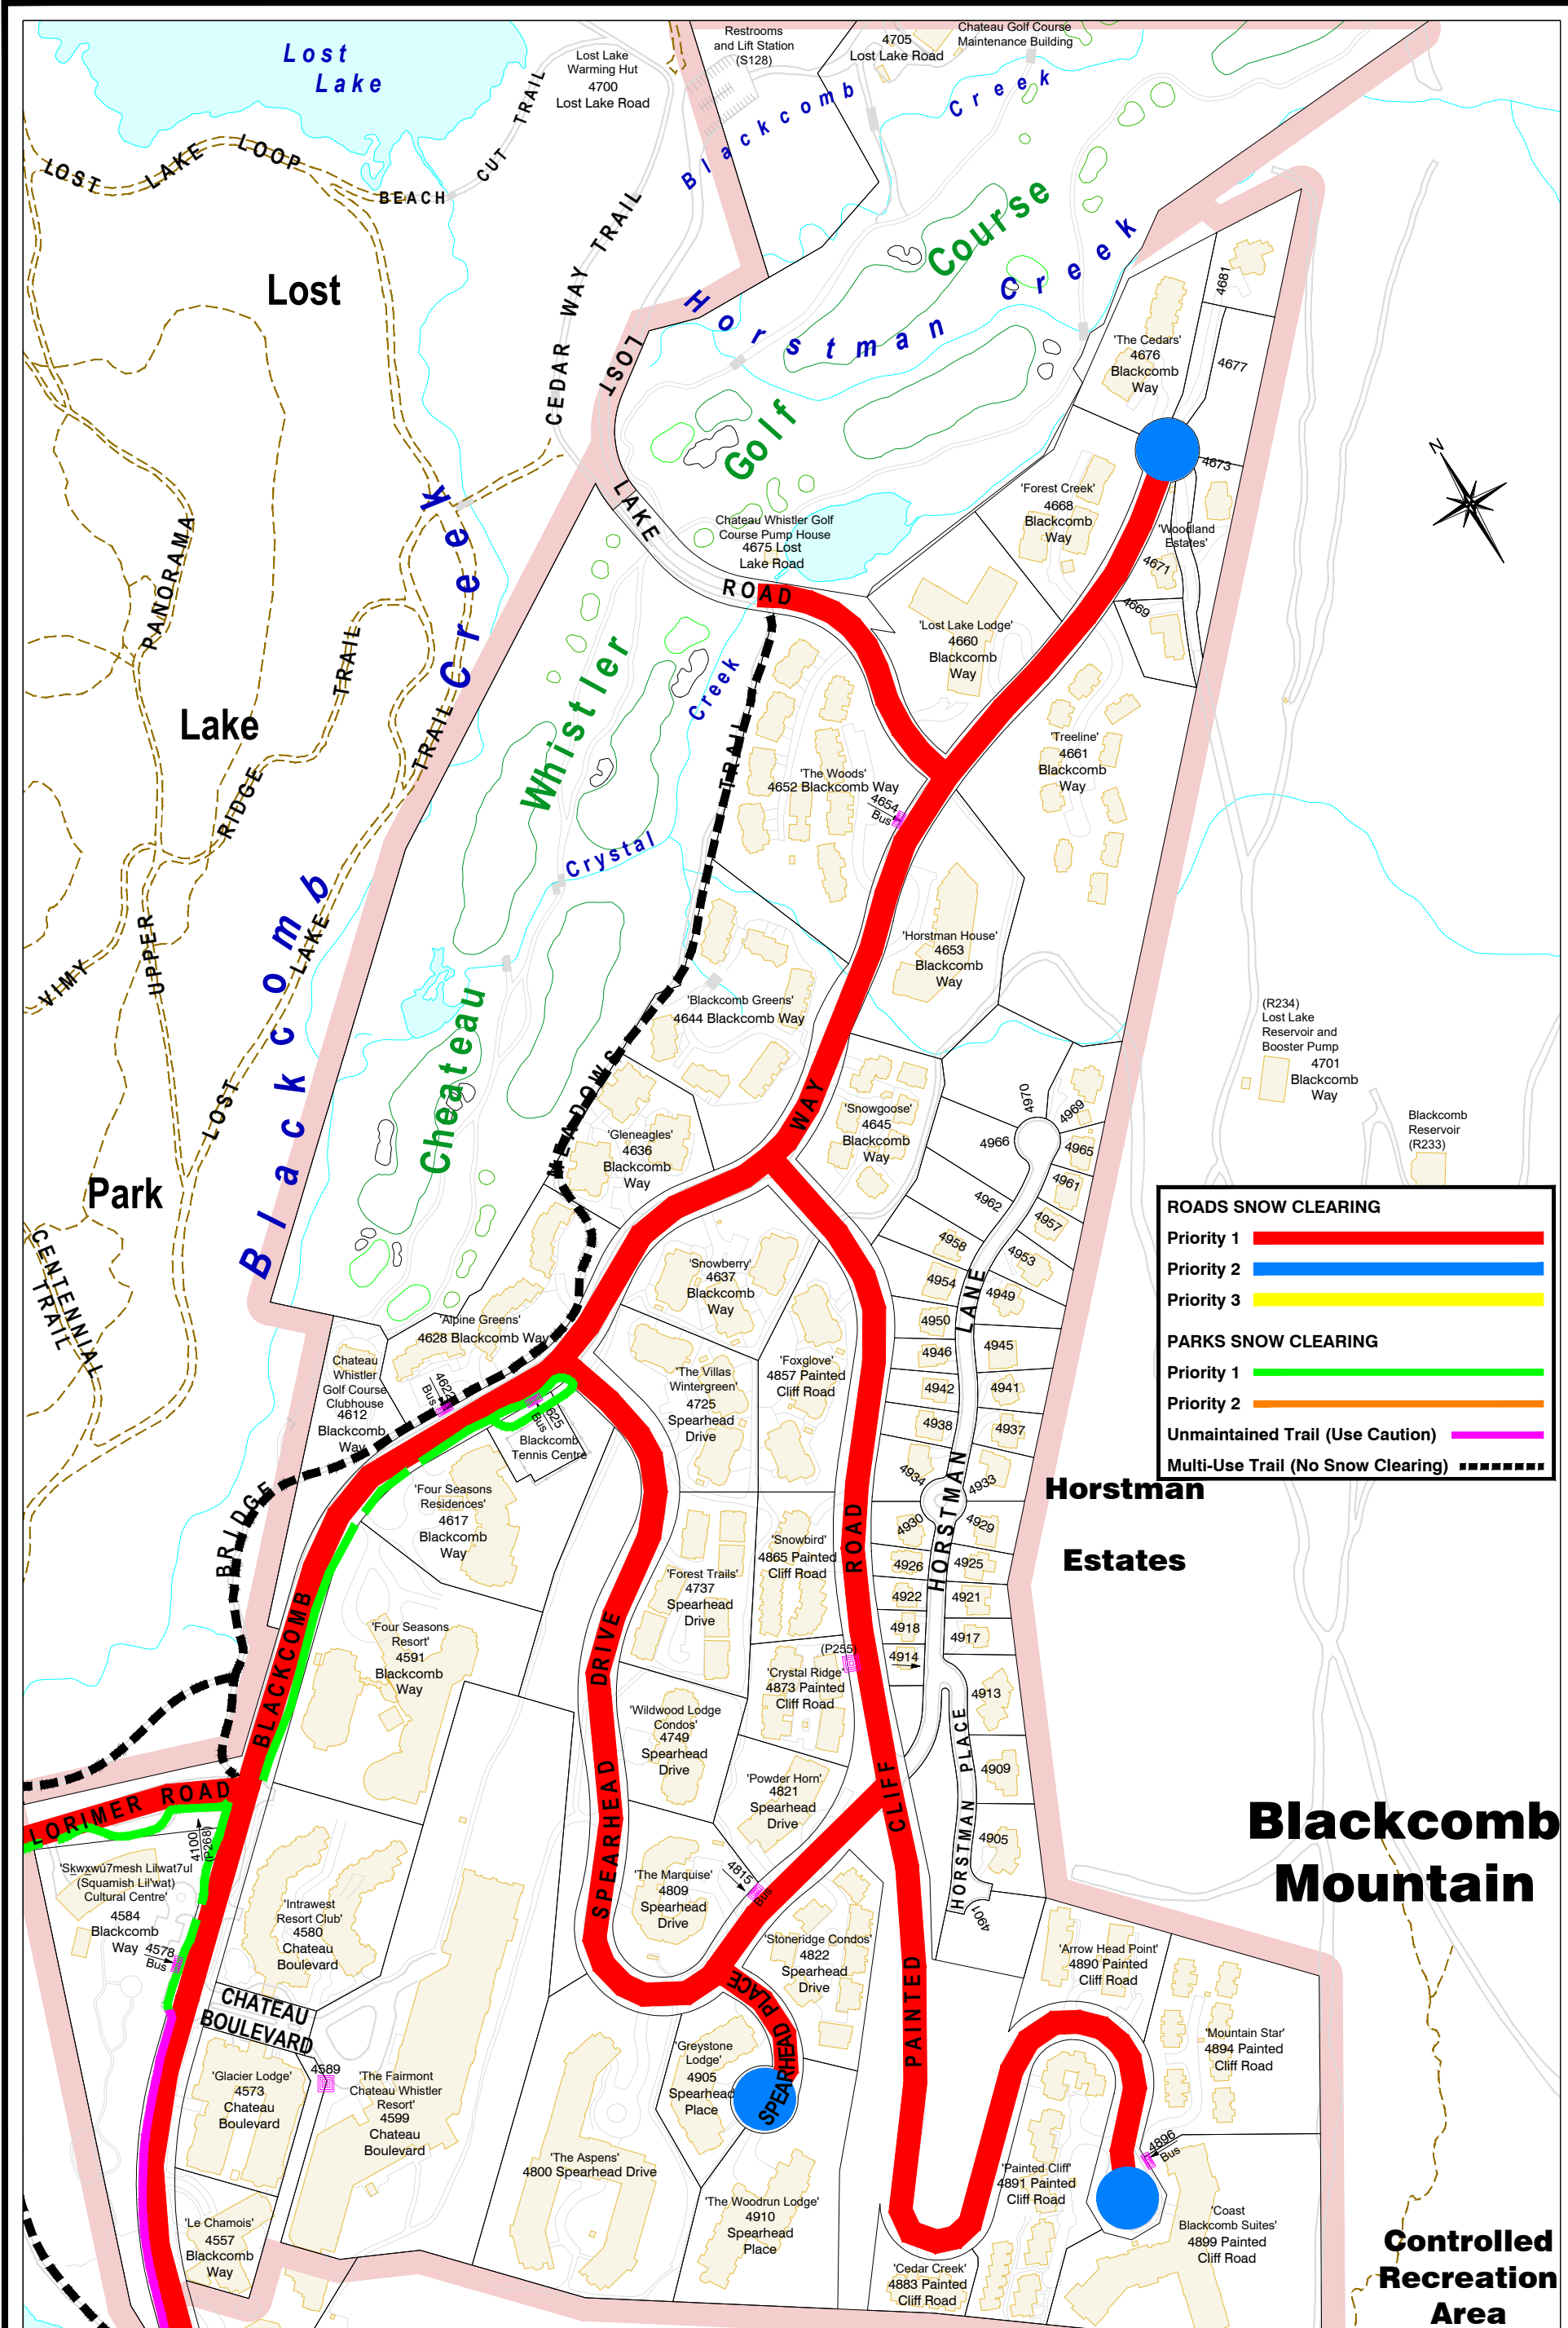 Lost
Lake
Lost Lake
Warming Hut
4700
Lost Lake Road
Restrooms
and Lift Station
(S128)
4705
Lost Lake Road
Chateau Golf Course
Maintenance Building
Blackcomb Creek
LOST LAKE LOOP
BEACH CUT TRAIL
CEDAR WAY TRAIL
Lost
Lake
Park
Horstman Creek
Cheateau Whistler Golf Course
LOST LAKE ROAD
4681
'The Cedars'
4676
Blackcomb
Way
4677
4673
N
'Forest Creek'
4668
Blackcomb
Way
'Woodland
Estates'
4671
4669
Chateau Whistler Golf
Course Pump House
4675 Lost
Lake Road
'Lost Lake Lodge'
4660
Blackcomb
Way
PANORAMA
RIDGE TRAIL
UPPER
VIMY
LOST LAKE TRAIL
Blackcomb Creek
CENTENNIAL
TRAIL
Crystal Creek
BRIDGE MEADOWS TRAIL
'The Woods'
4652 Blackcomb Way
4654
Bus
'Treeline'
4661
Blackcomb
Way
'Horstman House'
4653
Blackcomb
Way
'Blackcomb Greens'
4644 Blackcomb Way
'Gleneagles'
4636
Blackcomb
Way
'Snowgoose'
4645
Blackcomb
Way
(R234)
Lost Lake
Reservoir and
Booster Pump
4701
Blackcomb
Way
Blackcomb
Reservoir
(R233)
4970
4969
4966
4965
4961
4962
4957
4958
4953
4954
4949
4950
4946
4945
4942
4941
4938
4937
4934
4933
4930
4929
4926
4925
4922
4921
4918
4917
4914
4913
4909
4905
4901
HORSTMAN LANE
HORSTMAN PLACE
ROADS SNOW CLEARING
Priority 1
Priority 2
Priority 3
PARKS SNOW CLEARING
Priority 1
Priority 2
Unmaintained Trail (Use Caution)
Multi-Use Trail (No Snow Clearing)
Horstman
Estates
'Snowberry'
4637
Blackcomb
Way
'Alpine Greens'
4628 Blackcomb Way
Chateau
Whistler
Golf Course
Clubhouse
4612
Blackcomb
Way
Bus
625
Bus
Blackcomb
Tennis Centre
'The Villas
Wintergreen'
4725
Spearhead
Drive
'Foxglove'
4857 Painted
Cliff Road
'Four Seasons
Residences'
4617
Blackcomb
Way
'Forest Trails'
4737
Spearhead
Drive
'Snowbird'
4865 Painted
Cliff Road
'Four Seasons
Resort'
4591
Blackcomb
Way
(P255)
'Crystal Ridge'
4873 Painted
Cliff Road
'Wildwood Lodge
Condos'
4749
Spearhead
Drive
'Powder Horn'
4821
Spearhead
Drive
BLACKCOMB WAY
SPEARHEAD DRIVE
PAINTED CLIFF ROAD
LORIMER ROAD
4100
(P268)
'Skwxwú7mesh Lilwat7ul
(Squamish Lil'wat)
Cultural Centre'
4584
Blackcomb
Way
4578
Bus
'Intrawest
Resort Club'
4580
Chateau
Boulevard
'The Marquise'
4809
Spearhead
Drive
4815
Bus
'Stoneridge Condos'
4822
Spearhead
Drive
SPEARHEAD PLACE
Blackcomb
Mountain
'Arrow Head Point'
4890 Painted
Cliff Road
'Mountain Star'
4894 Painted
Cliff Road
CHATEAU
BOULEVARD
'Glacier Lodge'
4573
Chateau
Boulevard
4589
'The Fairmont
Chateau Whistler
Resort'
4599
Chateau
Boulevard
'Greystone
Lodge'
4905
Spearhead
Place
'The Aspens'
4800 Spearhead Drive
'The Woodrun Lodge'
4910
Spearhead
Place
'Painted Cliff'
4891 Painted
Cliff Road
4896
Bus
'Coast
Blackcomb Suites'
4899 Painted
Cliff Road
'Cedar Creek'
4883 Painted
Cliff Road
'Le Chamois'
4557
Blackcomb
Way
Controlled
Recreation
Area